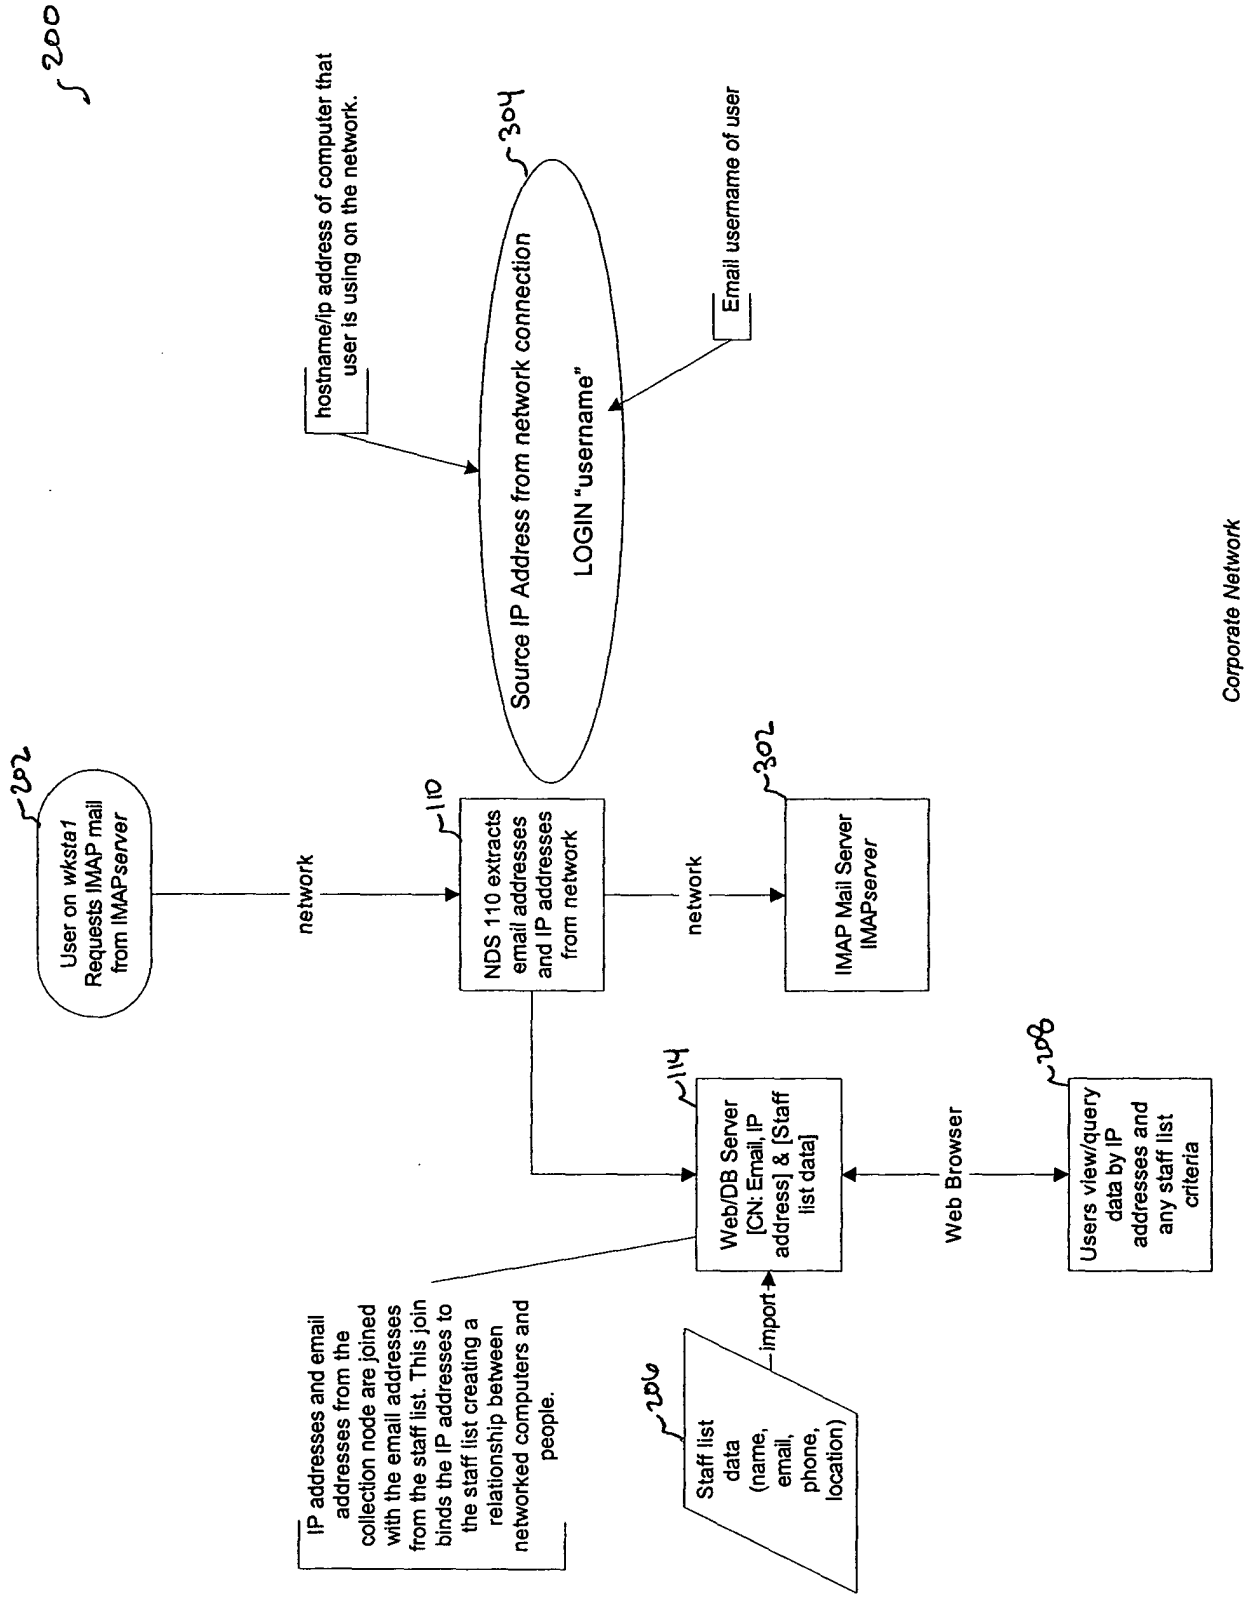 200
202
User on wksta1
Requests IMAP mail
from IMAPserver
network
110
NDS 110 extracts
email addresses
and IP addresses
from network
network
302
IMAP Mail Server
IMAPserver
hostname/ip address of computer that
user is using on the network.
304
Source IP Address from network connection
LOGIN “username”
Email username of user
IP addresses and email
addresses from the
collection node are joined
with the email addresses
from the staff list. This join
binds the IP addresses to
the staff list creating a
relationship between
networked computers and
people.
114
Web/DB Server
[CN: Email, IP
address] & [Staff
list data]
206
Staff list
data
(name,
email,
phone,
location)
import
Web Browser
208
Users view/query
data by IP
addresses and
any staff list
criteria
Corporate Network